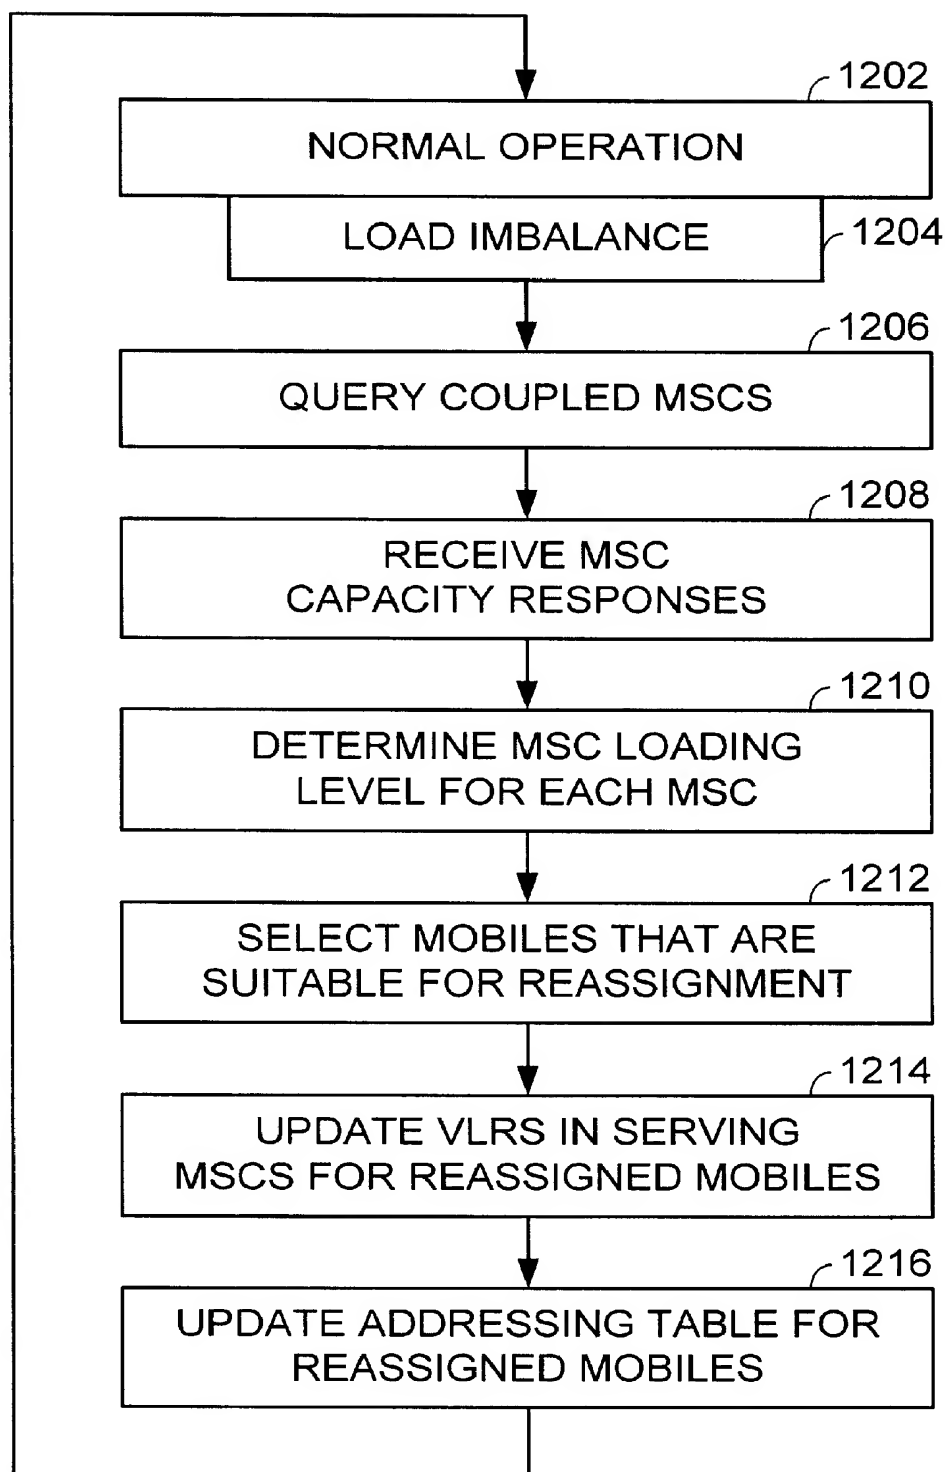 1202
NORMAL OPERATION
LOAD IMBALANCE
1204
1206
QUERY COUPLED MSCS
1208
RECEIVE MSC
CAPACITY RESPONSES
1210
DETERMINE MSC LOADING
LEVEL FOR EACH MSC
1212
SELECT MOBILES THAT ARE
SUITABLE FOR REASSIGNMENT
1214
UPDATE VLRS IN SERVING
MSCS FOR REASSIGNED MOBILES
1216
UPDATE ADDRESSING TABLE FOR
REASSIGNED MOBILES